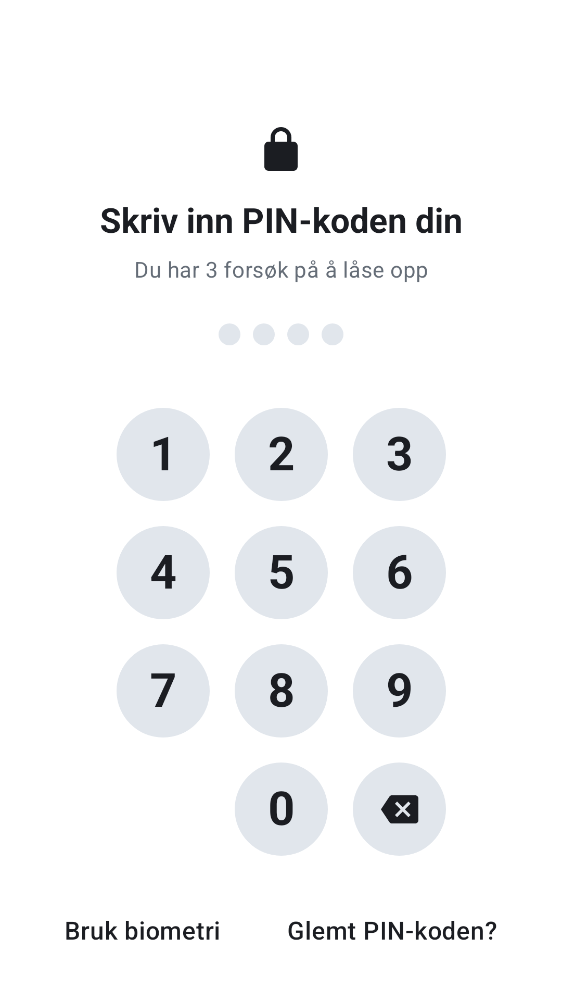 Skriv inn PIN-koden din
Du har 3 forsøk på å låse opp
1 2 3
4 5 6
7 8 9
0
Bruk biometri Glemt PIN-koden?